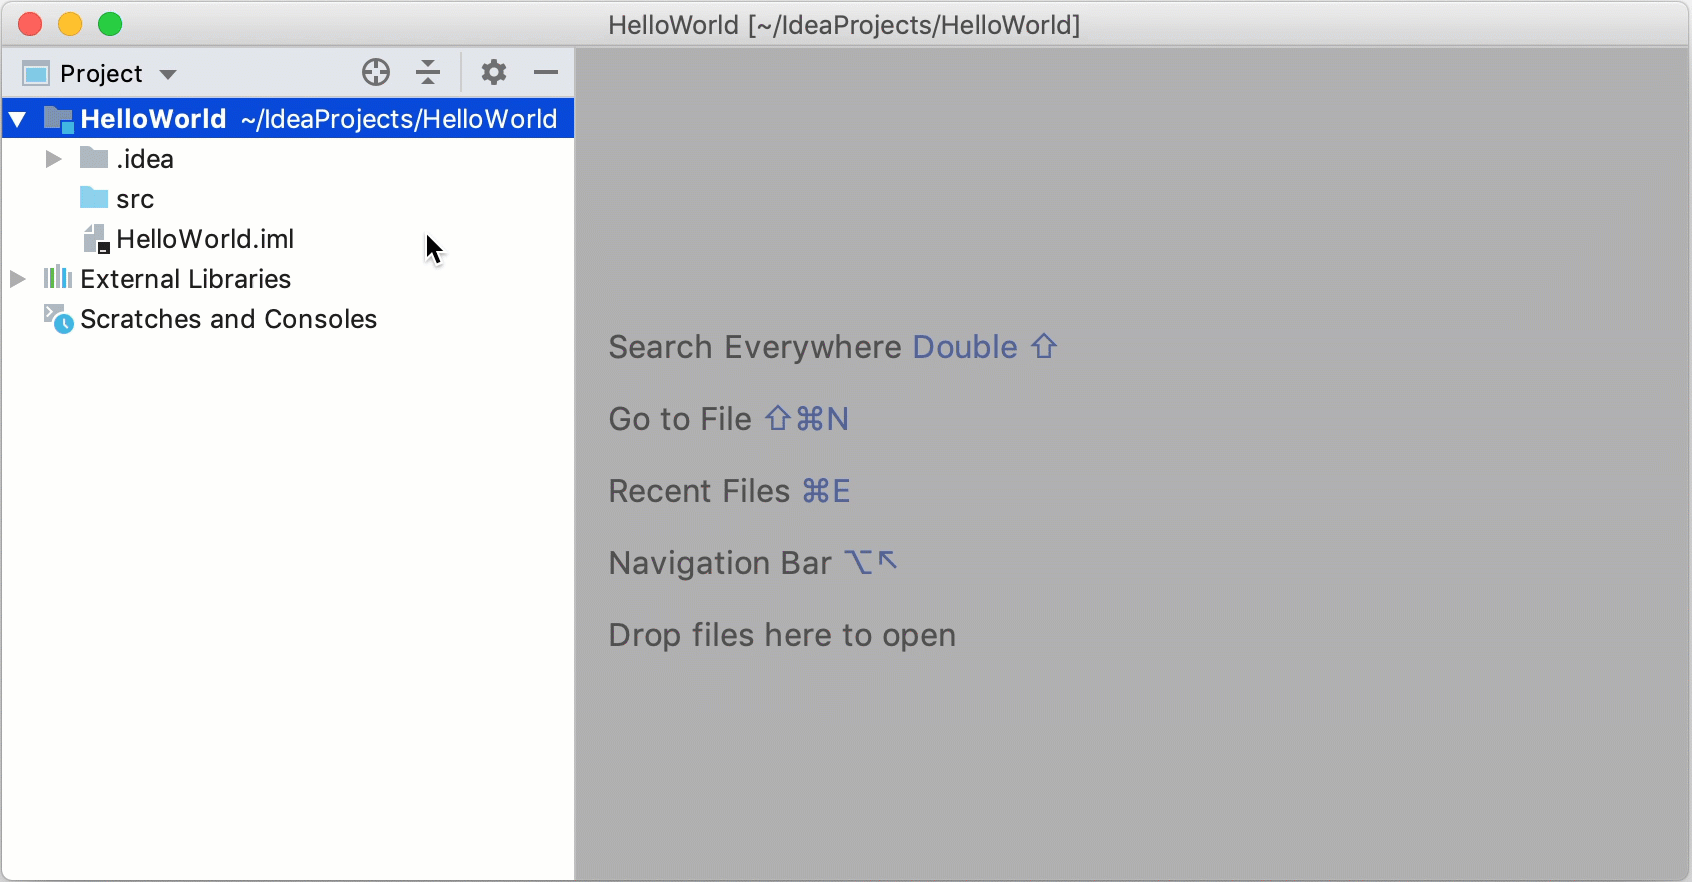 HelloWorld [~/IdeaProjects/HelloWorld]
Project
HelloWorld ~/IdeaProjects/HelloWorld
.idea
src
HelloWorld.iml
External Libraries
Scratches and Consoles
Search Everywhere Double ⇧
Go to File ⇧⌘N
Recent Files ⌘E
Navigation Bar ⌥↖
Drop files here to open